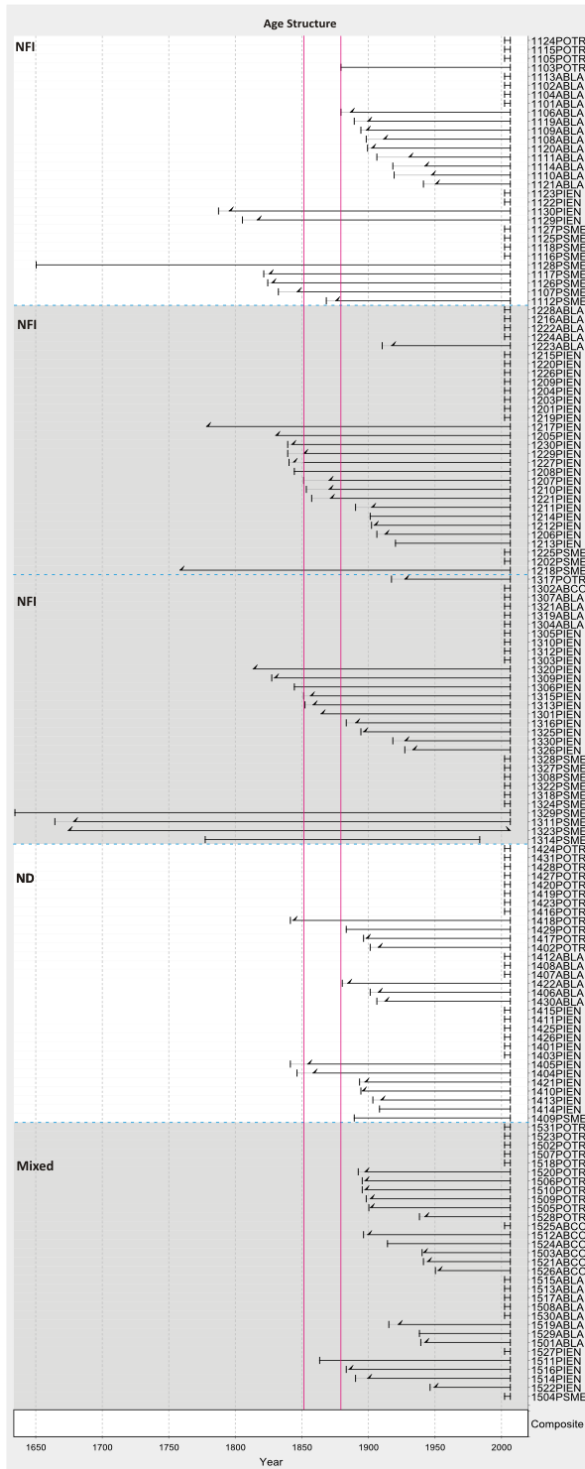 Age Structure
NFI
1124POTR
1115POTR
1105POTR
1103POTR
1113ABLA
1102ABLA
1104ABLA
1101ABLA
1106ABLA
1119ABLA
1109ABLA
1108ABLA
1120ABLA
1111ABLA
1114ABLA
1110ABLA
1121ABLA
1123PIEN
1122PIEN
1130PIEN
1129PIEN
1127PSME
1125PSME
1118PSME
1116PSME
1128PSME
1117PSME
1126PSME
1107PSME
1112PSME
NFI
1228ABLA
1216ABLA
1222ABLA
1224ABLA
1223ABLA
1215PIEN
1220PIEN
1226PIEN
1209PIEN
1204PIEN
1203PIEN
1201PIEN
1219PIEN
1217PIEN
1205PIEN
1230PIEN
1229PIEN
1227PIEN
1208PIEN
1207PIEN
1210PIEN
1221PIEN
1211PIEN
1214PIEN
1212PIEN
1206PIEN
1213PIEN
1225PSME
1202PSME
1218PSME
NFI
1317POTR
1302ABCO
1307ABLA
1321ABLA
1319ABLA
1304ABLA
1305PIEN
1310PIEN
1312PIEN
1303PIEN
1320PIEN
1309PIEN
1306PIEN
1315PIEN
1313PIEN
1301PIEN
1316PIEN
1325PIEN
1330PIEN
1326PIEN
1328PSME
1327PSME
1308PSME
1322PSME
1318PSME
1324PSME
1329PSME
1311PSME
1323PSME
1314PSME
ND
1424POTR
1431POTR
1428POTR
1427POTR
1420POTR
1419POTR
1423POTR
1416POTR
1418POTR
1429POTR
1417POTR
1402POTR
1412ABLA
1408ABLA
1407ABLA
1422ABLA
1406ABLA
1430ABLA
1415PIEN
1411PIEN
1425PIEN
1426PIEN
1401PIEN
1403PIEN
1405PIEN
1404PIEN
1421PIEN
1410PIEN
1413PIEN
1414PIEN
1409PSME
Mixed
1531POTR
1523POTR
1502POTR
1507POTR
1518POTR
1520POTR
1506POTR
1510POTR
1509POTR
1505POTR
1528POTR
1525ABCO
1512ABCO
1524ABCO
1503ABCO
1521ABCO
1526ABCO
1515ABLA
1513ABLA
1517ABLA
1508ABLA
1530ABLA
1519ABLA
1529ABLA
1501ABLA
1527PIEN
1511PIEN
1516PIEN
1514PIEN
1522PIEN
1504PSME
Composite
1650 1700 1750 1800 1850 1900 1950 2000
Year